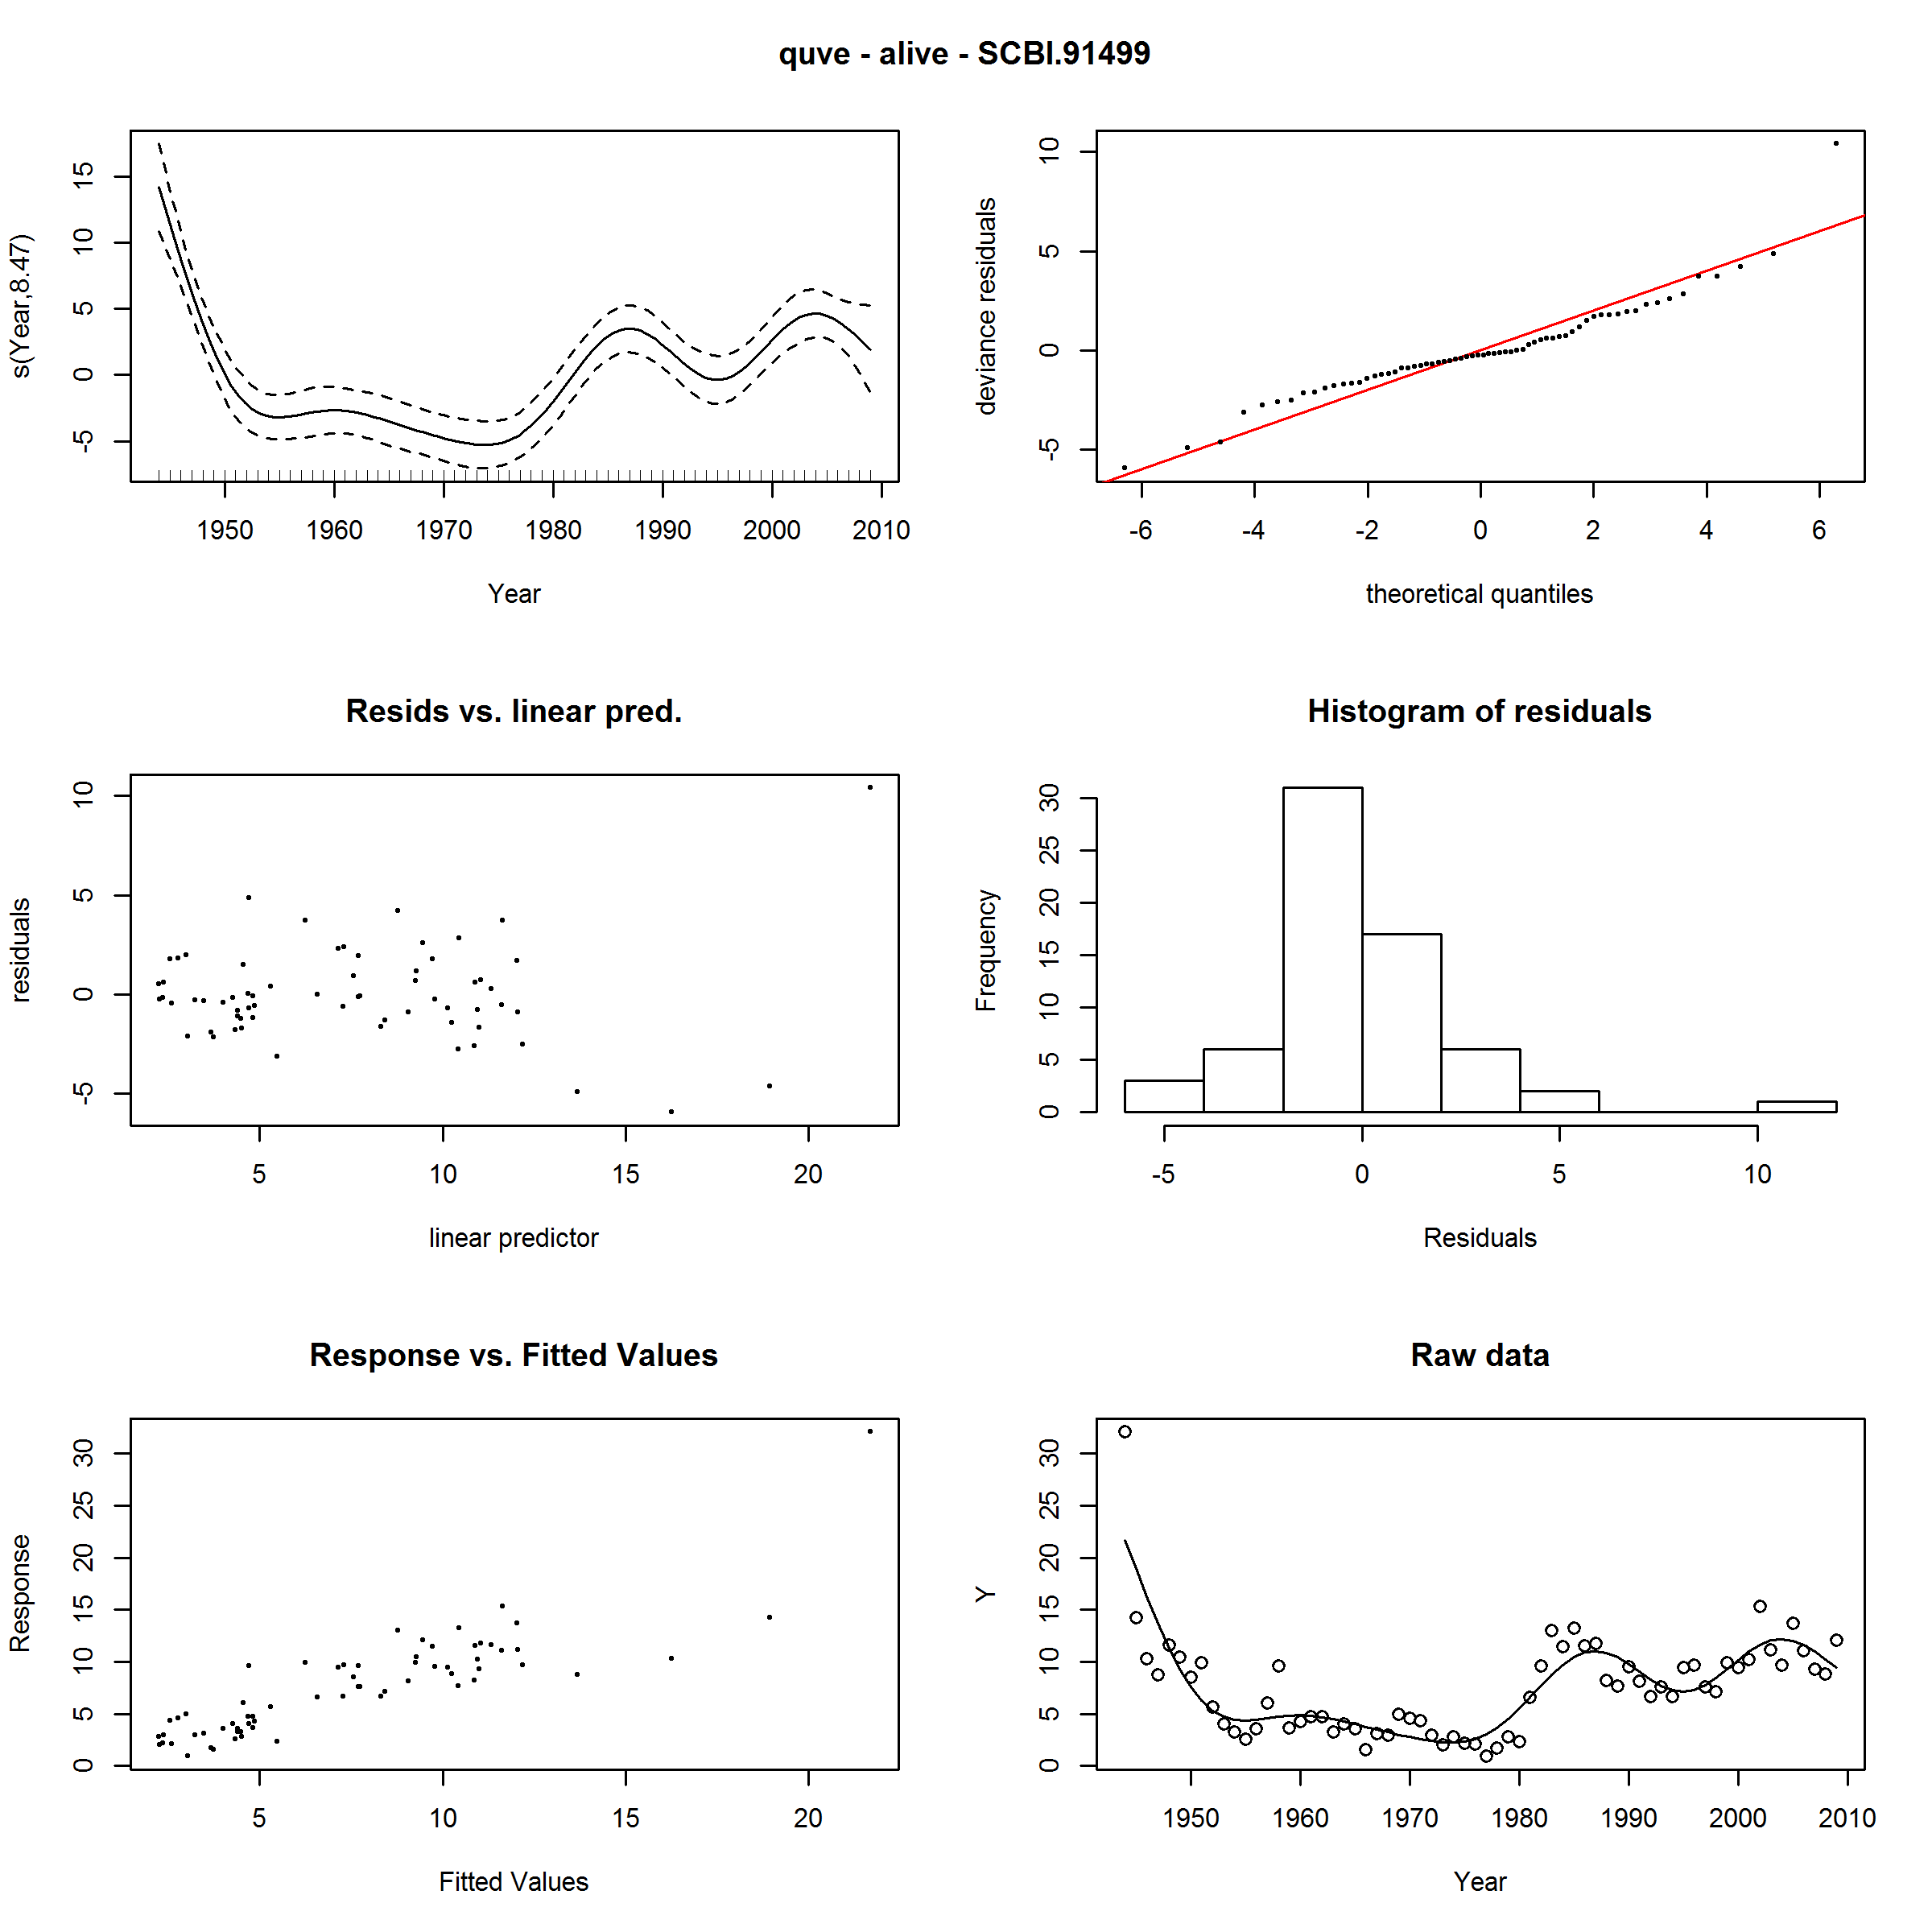 quve - alive - SCBI.91499
s(Year,8.47)
15
10
5
0
-5
1950 1960 1970 1980 1990 2000 2010
Year
deviance residuals
10
5
0
-5
-6 -4 -2 0 2 4 6
theoretical quantiles
Resids vs. linear pred.
residuals
10
5
0
-5
5 10 15 20
linear predictor
Histogram of residuals
Frequency
30
25
20
15
10
5
0
-5 0 5 10
Residuals
Response vs. Fitted Values
Response
30
25
20
15
10
5
0
5 10 15 20
Fitted Values
Raw data
Y
30
25
20
15
10
5
0
1950 1960 1970 1980 1990 2000 2010
Year